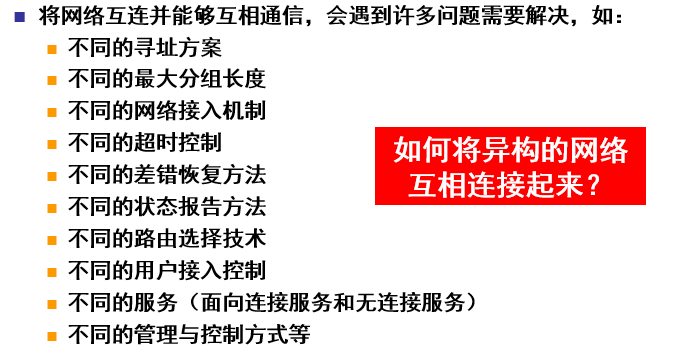 将网络互连并能够互相通信，会遇到许多问题需要解决，如：
不同的寻址方案
不同的最大分组长度
不同的网络接入机制
不同的超时控制
不同的差错恢复方法
不同的状态报告方法
不同的路由选择技术
不同的用户接入控制
不同的服务（面向连接服务和无连接服务）
不同的管理与控制方式等
如何将异构的网络
互相连接起来？